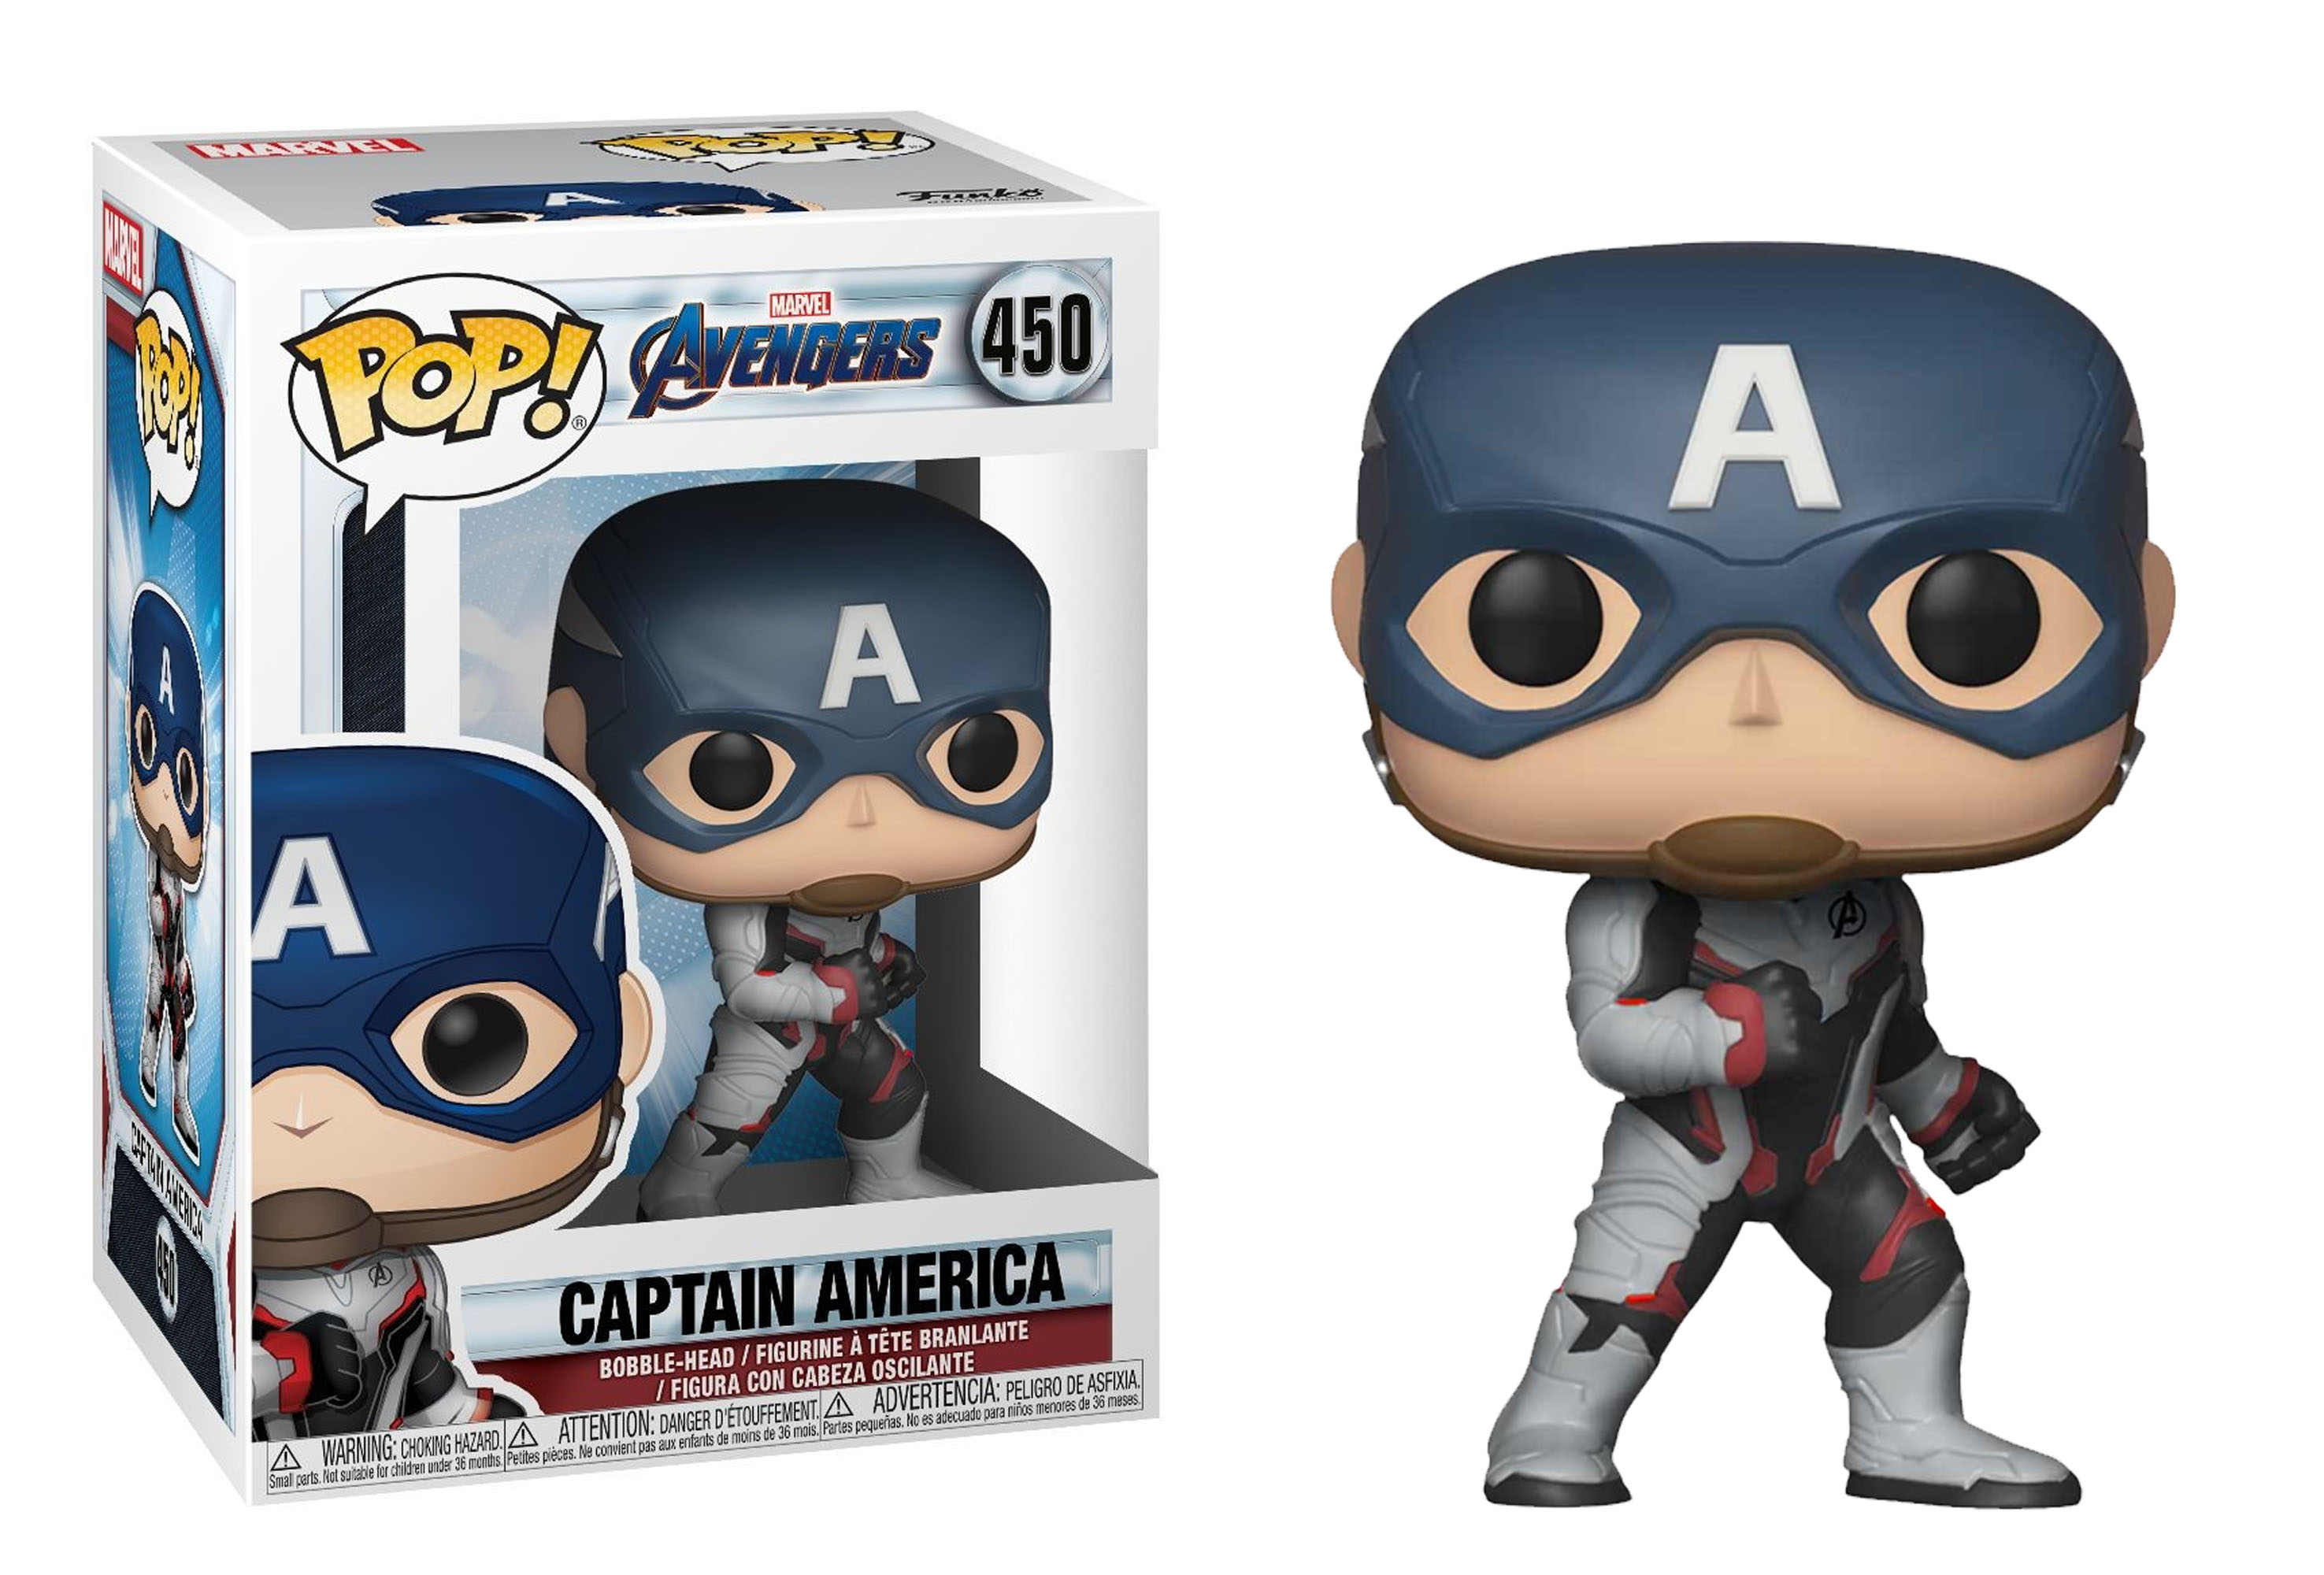 MARVEL
POP!
Funko
MARVEL
POP!
A
A
CAPTAIN AMERICA
450
POP!®
MARVEL
AVENGERS
450
A
A
CAPTAIN AMERICA
BOBBLE-HEAD / FIGURINE À TÊTE BRANLANTE
/ FIGURA CON CABEZA OSCILANTE
WARNING: CHOKING HAZARD.
Small parts. Not suitable for children under 36 months.
ATTENTION: DANGER D'ÉTOUFFEMENT.
Petites pièces. Ne convient pas aux enfants de moins de 36 mois.
ADVERTENCIA: PELIGRO DE ASFIXIA.
Partes pequeñas. No es adecuado para niños menores de 36 meses.
A